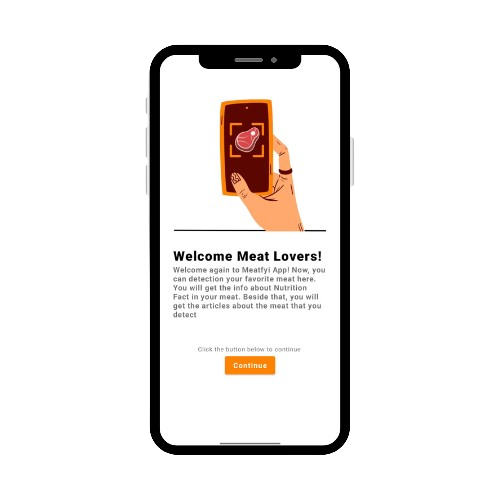 Welcome Meat Lovers!
Welcome again to Meatfyi App! Now, you
can detection your favorite meat here.
You will get the info about Nutrition
Fact in your meat. Beside that, you will
get the articles about the meat that you
detect
Click the button below to continue
Continue